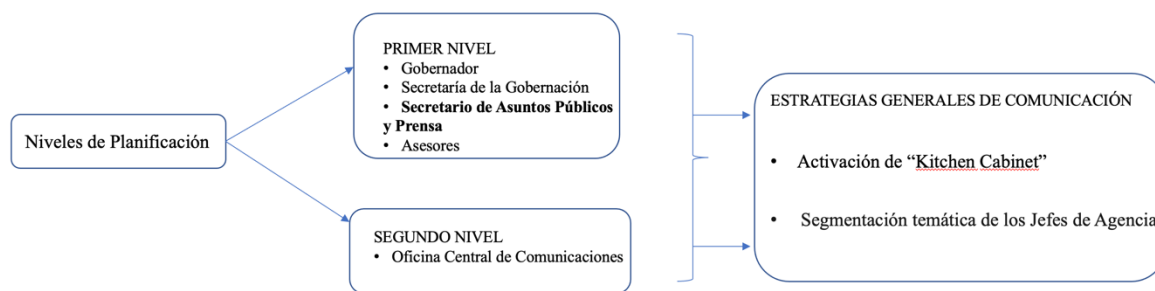 Niveles de Planificación
PRIMER NIVEL
• Gobernador
• Secretaría de la Gobernación
• Secretario de Asuntos Públicos
y Prensa
• Asesores
SEGUNDO NIVEL
• Oficina Central de Comunicaciones
ESTRATEGIAS GENERALES DE COMUNICACIÓN
• Activación de “Kitchen Cabinet”
• Segmentación temática de los Jefes de Agencia